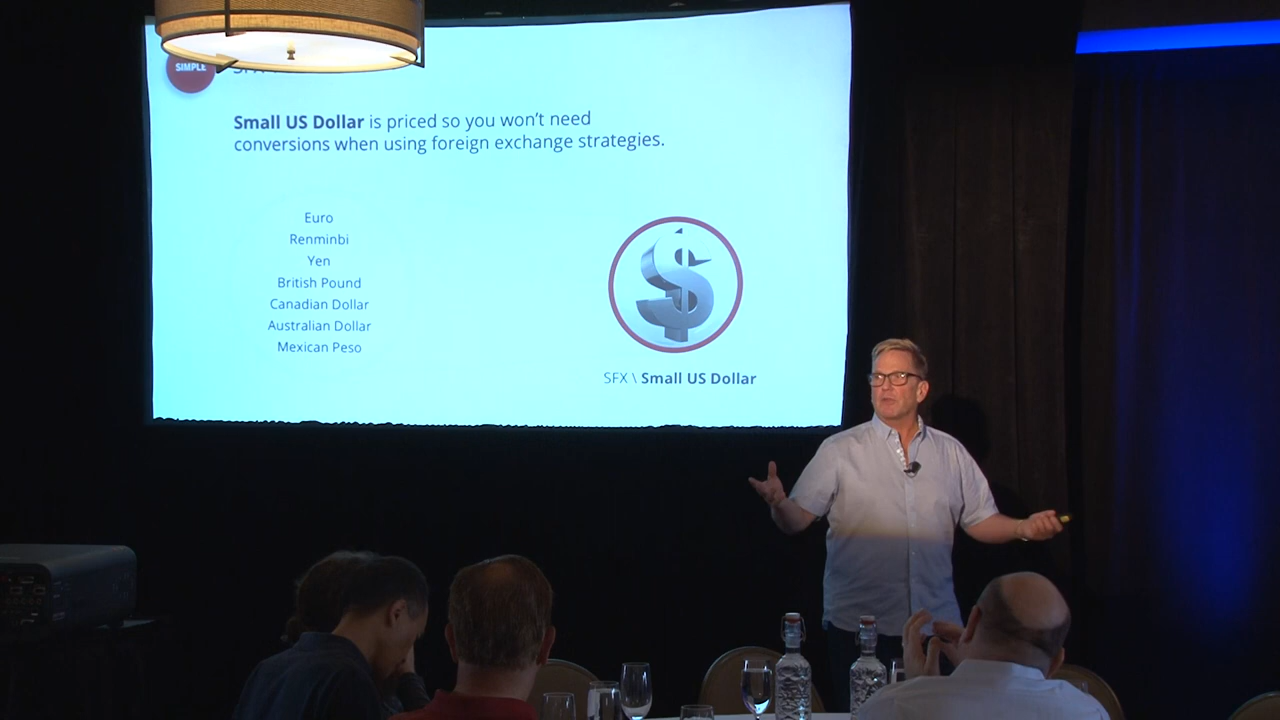 SIMPLE
Small US Dollar is priced so you won't need
conversions when using foreign exchange strategies.
Euro
Renminbi
Yen
British Pound
Canadian Dollar
Australian Dollar
Mexican Peso
SFX \ Small US Dollar